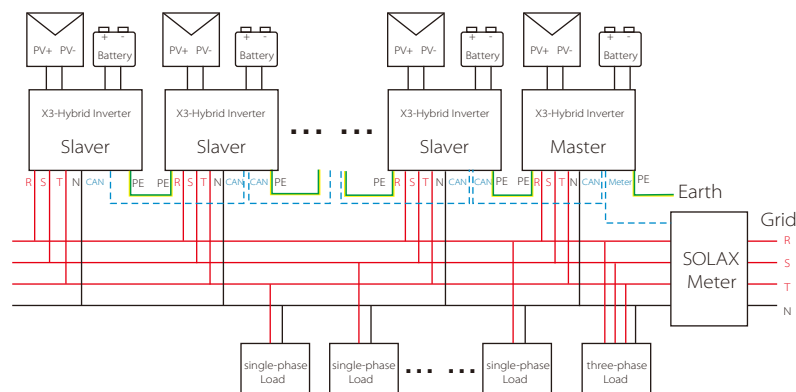 PV+ PV-
+ -
Battery
PV+ PV-
+ -
Battery
PV+ PV-
+ -
Battery
PV+ PV-
+ -
Battery
X3-Hybrid Inverter
Slaver
X3-Hybrid Inverter
Slaver
... ...
X3-Hybrid Inverter
Slaver
X3-Hybrid Inverter
Master
R S T N CAN PE
PE R S T N CAN CAN PE
PE R S T N CAN CAN PE
PE R S T N CAN Meter PE
Earth
SOLAX
Meter
Grid
R
S
T
N
single-phase
Load
single-phase
Load
... ...
single-phase
Load
three-phase
Load